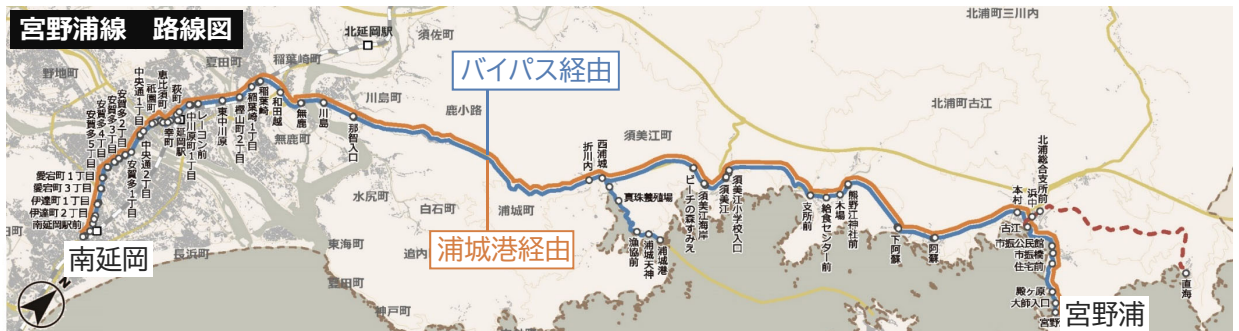 宮野浦線　路線図
北延岡駅
須佐町
北浦町三川内
夏田町
稲葉崎町
野地町
バイパス経由
川島町
鹿小路
北浦町古江
須美江町
無鹿町
水尻町
白石町
浦城町
追内
東海町
長浜町
神戸町
浦城港経由
南延岡
南延岡駅前
伊達町2丁目
伊達町1丁目
愛宕町3丁目
愛宕町1丁目
安賀多5丁目
安賀多4丁目
安賀多3丁目
安賀多2丁目
安賀多1丁目
中央通2丁目
中央通1丁目
祇園町
恵比須町
幸町
延岡駅
萩町
中川原町1丁目
レーヨン前
東中川原
樫山町2丁目
稲葉崎1丁目
稲葉崎
和田越
無鹿
川島
那智入口
折川内
西浦城
真珠養殖場
漁協前
浦城天神
浦城港
ビーチの森すみえ
須美江海岸
須美江
須美江小学校入口
支所前
給食センター前
木場
熊野江神社前
下阿蘇
阿蘇
本村
浜中
北浦総合支所前
古江
市振公民館
市振橋
住宅前
殿ヶ原
大師入口
宮野浦
直海
N